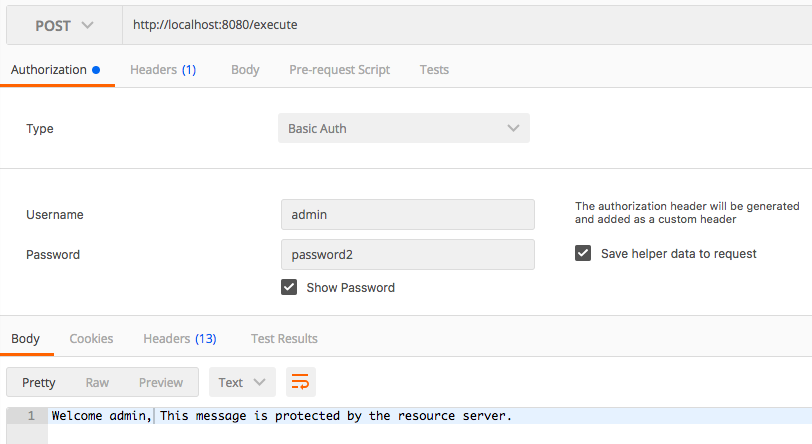 POST http://localhost:8080/execute
Authorization Headers (1) Body Pre-request Script Tests
Type Basic Auth
Username admin The authorization header will be generated
and added as a custom header
Password password2 Save helper data to request
Show Password
Body Cookies Headers (13) Test Results
Pretty Raw Preview Text
1 Welcome admin, This message is protected by the resource server.